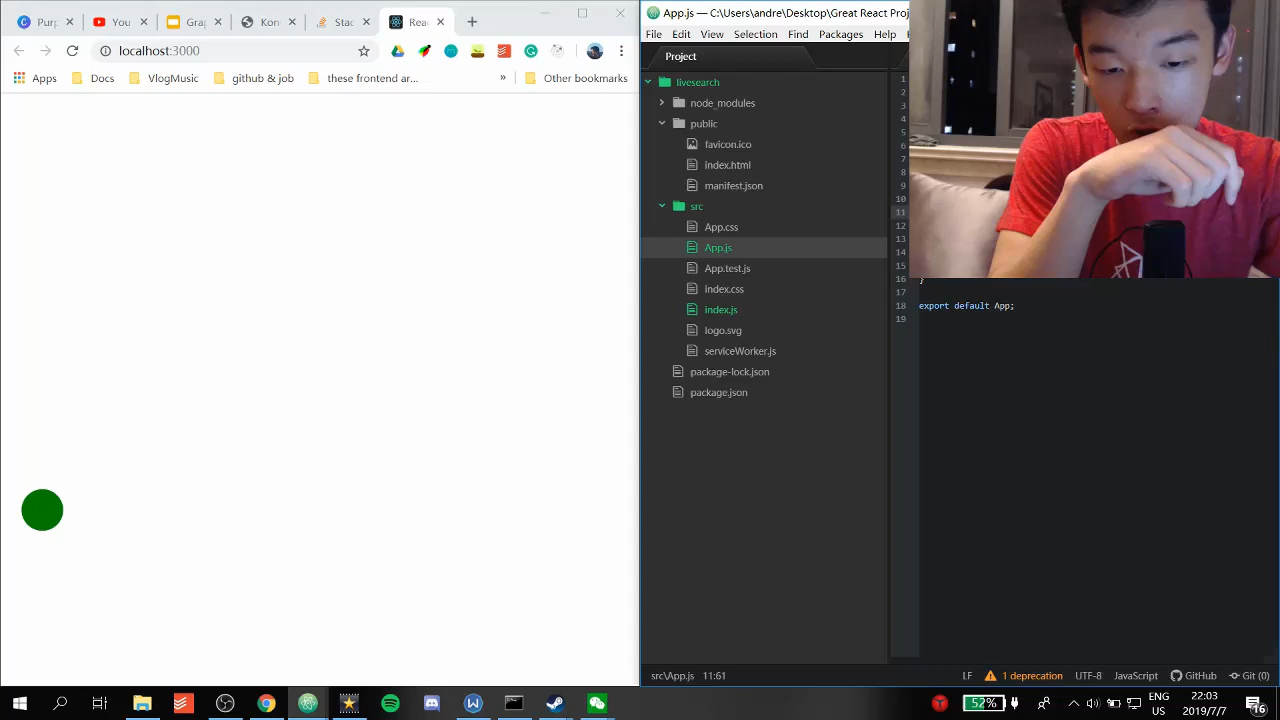 Purp
You
Grap
Kon
Stac
Rea
localhost:3000
Apps
Docs
VlogMusic
github & job
these frontend ar...
»
Other bookmarks
App.js — C:\Users\andre\Desktop\Great React Proj
File Edit View Selection Find Packages Help
Project
livesearch
node_modules
public
favicon.ico
index.html
manifest.json
src
App.css
App.js
App.test.js
index.css
index.js
logo.svg
serviceWorker.js
package-lock.json
package.json
1
2
3
4
5
6
7
8
9
10
11
12
13
14
15
16 }
17
18 export default App;
19
src\App.js 11:61
LF 1 deprecation UTF-8 JavaScript GitHub Git (0)
52%
ENG
US
22:03
2019/7/7
16